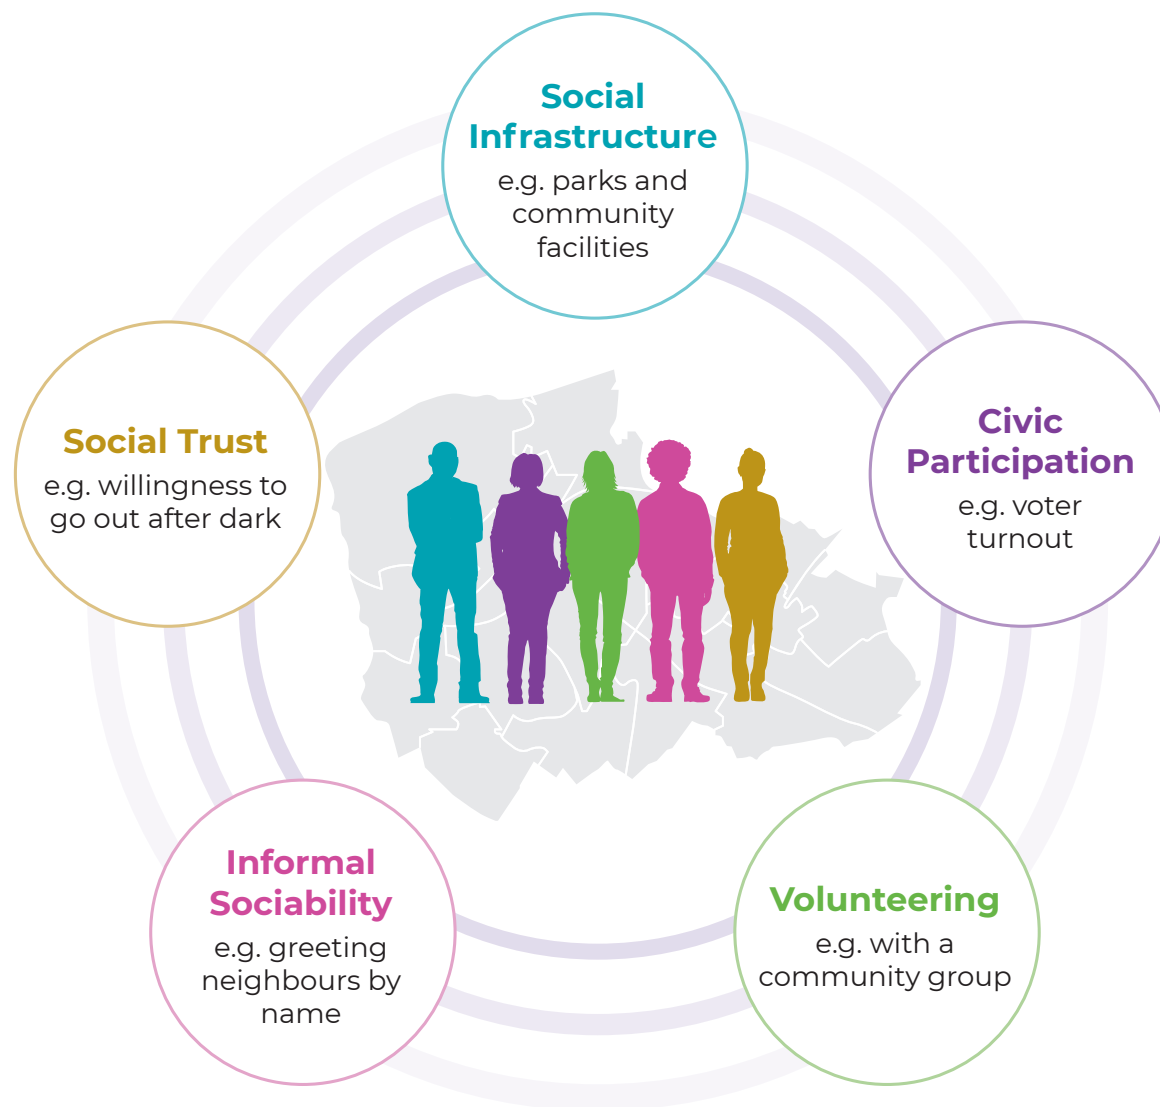 Social
Infrastructure
e.g. parks and
community
facilities
Social Trust
e.g. willingness to
go out after dark
Civic
Participation
e.g. voter
turnout
Informal
Sociability
e.g. greeting
neighbours by
name
Volunteering
e.g. with a
community group